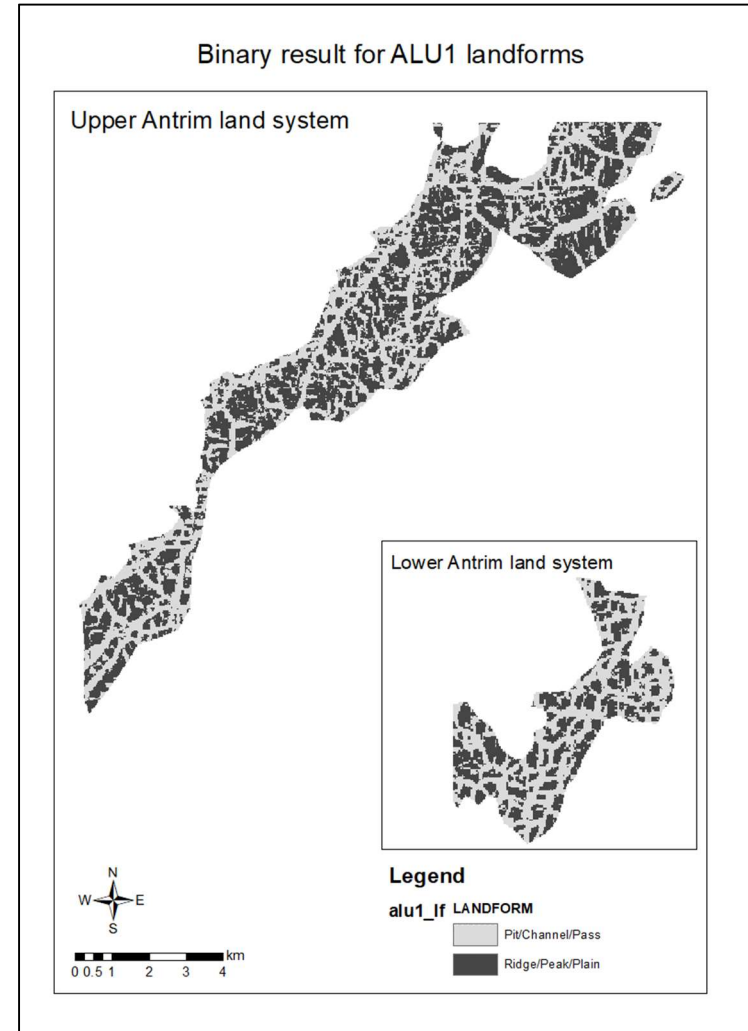 Binary result for ALU1 landforms
Upper Antrim land system
Lower Antrim land system
N
W E
S
km
0 0.5 1 2 3 4
Legend
alu1_lf LANDFORM
Pit/Channel/Pass
Ridge/Peak/Plain